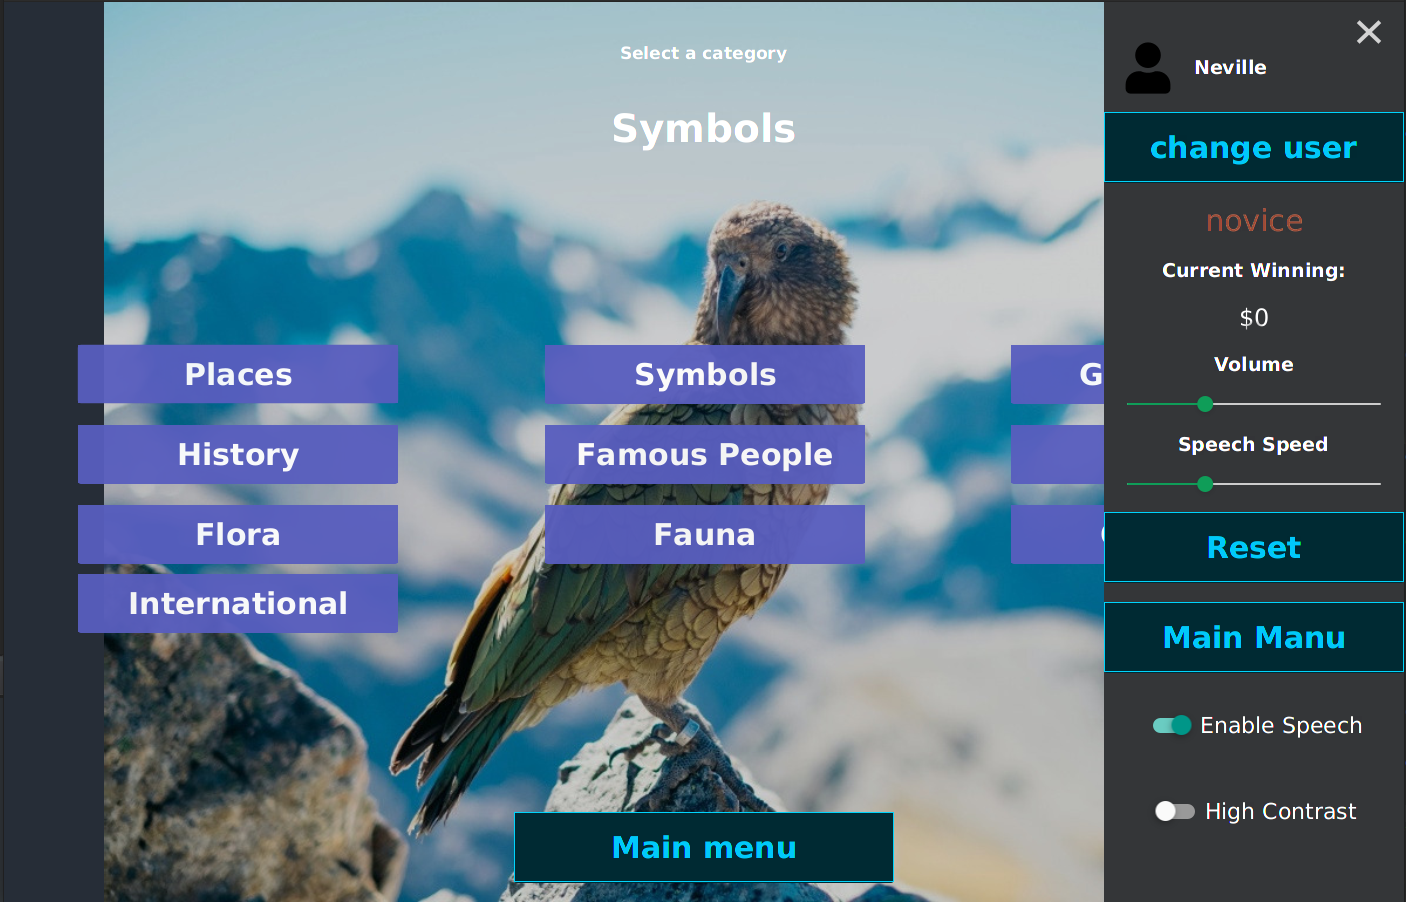 Select a category
Symbols
Places
Symbols
G
History
Famous People
Flora
Fauna
International
Main menu
Neville
change user
novice
Current Winning:
$0
Volume
Speech Speed
Reset
Main Manu
Enable Speech
High Contrast